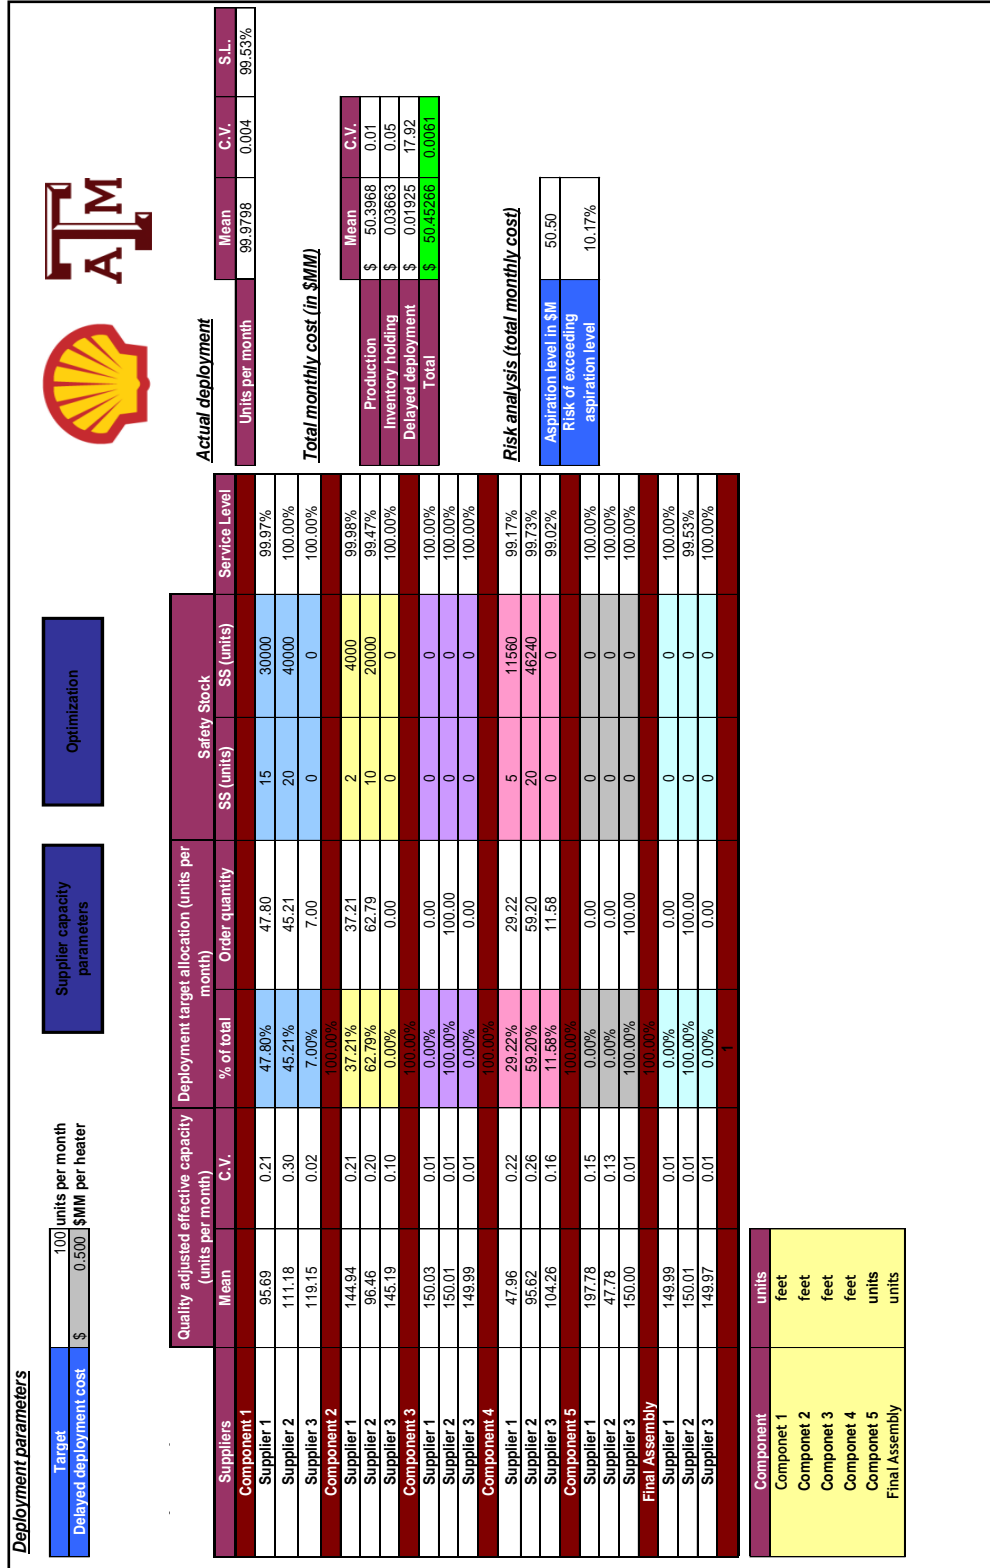 Deployment parameters
Target 100 units per month
Delayed deployment cost $ 0.500 $MM per heater
Supplier capacity parameters
Optimization
A T M
Quality adjusted effective capacity (units per month) Deployment target allocation (units per month) Safety Stock
Suppliers Mean C.V. % of total Order quantity SS (units) SS (units) Service Level
Component 1
Supplier 1 95.69 0.21 47.80% 47.80 15 30000 99.97%
Supplier 2 111.18 0.30 45.21% 45.21 20 40000 100.00%
Supplier 3 119.15 0.02 7.00% 7.00 0 0 100.00%
Component 2 100.00%
Supplier 1 144.94 0.21 37.21% 37.21 2 4000 99.98%
Supplier 2 96.46 0.20 62.79% 62.79 10 20000 99.47%
Supplier 3 145.19 0.10 0.00% 0.00 0 0 100.00%
Component 3 100.00%
Supplier 1 150.03 0.01 0.00% 0.00 0 0 100.00%
Supplier 2 150.01 0.01 100.00% 100.00 0 0 100.00%
Supplier 3 149.99 0.01 0.00% 0.00 0 0 100.00%
Component 4 100.00%
Supplier 1 47.96 0.22 29.22% 29.22 5 11560 99.17%
Supplier 2 95.62 0.26 59.20% 59.20 20 46240 99.73%
Supplier 3 104.26 0.16 11.58% 11.58 0 0 99.02%
Component 5 100.00%
Supplier 1 197.78 0.15 0.00% 0.00 0 0 100.00%
Supplier 2 47.78 0.13 0.00% 0.00 0 0 100.00%
Supplier 3 150.00 0.01 100.00% 100.00 0 0 100.00%
Final Assembly 100.00%
Supplier 1 149.99 0.01 0.00% 0.00 0 0 100.00%
Supplier 2 150.01 0.01 100.00% 100.00 0 0 99.53%
Supplier 3 149.97 0.01 0.00% 0.00 0 0 100.00%
1
Actual deployment
Mean C.V. S.L.
Units per month 99.9798 0.004 99.53%
Total monthly cost (in $MM)
Mean C.V.
Production $ 50.3968 0.01
Inventory holding $ 0.03663 0.05
Delayed deployment $ 0.01925 17.92
Total $ 50.45266 0.0061
Risk analysis (total monthly cost)
Aspiration level in $M 50.50
Risk of exceeding aspiration level 10.17%
Component units
Componet 1 feet
Componet 2 feet
Componet 3 feet
Componet 4 feet
Componet 5 units
Final Assembly units